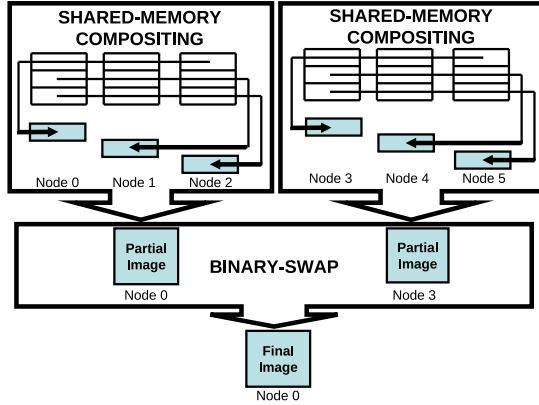 SHARED-MEMORY
COMPOSITING
Node 0 Node 1 Node 2
SHARED-MEMORY
COMPOSITING
Node 3 Node 4 Node 5
Partial
Image
Node 0
BINARY-SWAP
Partial
Image
Node 3
Final
Image
Node 0